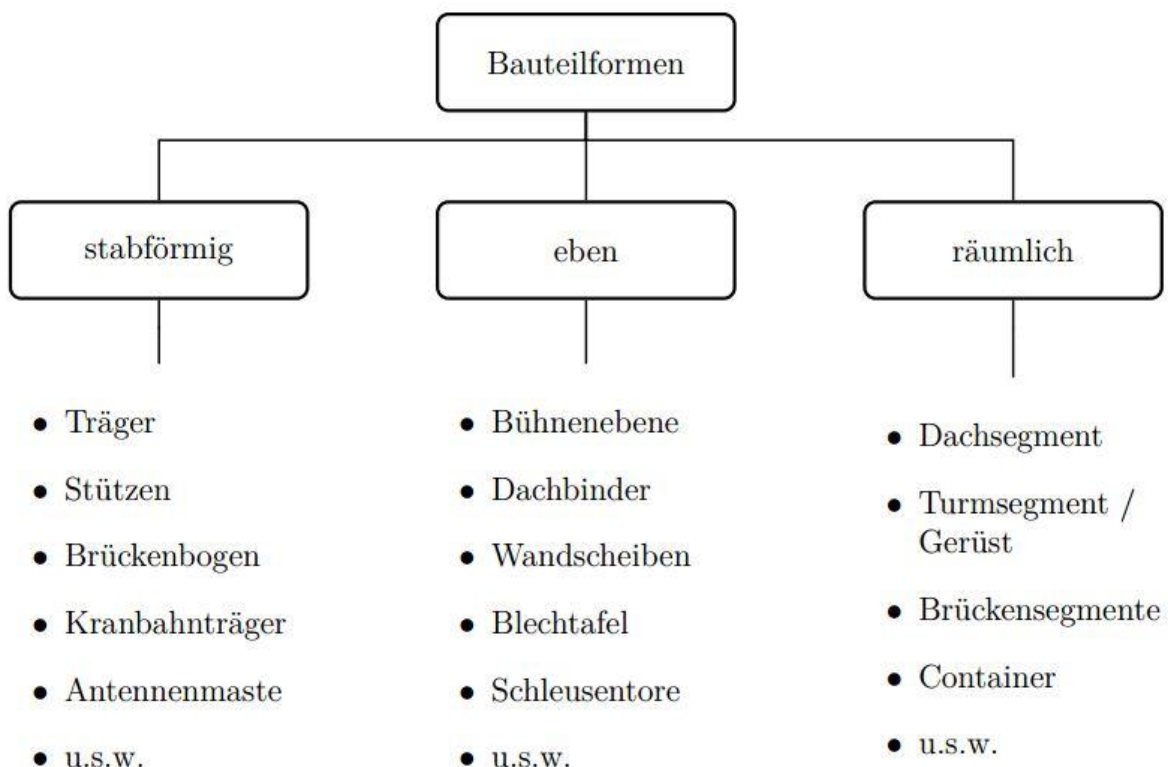 Bauteilformen
stabförmig
eben
räumlich
• Träger
• Stützen
• Brückenbogen
• Kranbahnträger
• Antennenmaste
• u.s.w.
• Bühnenebene
• Dachbinder
• Wandscheiben
• Blechtafel
• Schleusentore
• u.s.w.
• Dachsegment
• Turmsegment /
Gerüst
• Brückensegmente
• Container
• u.s.w.